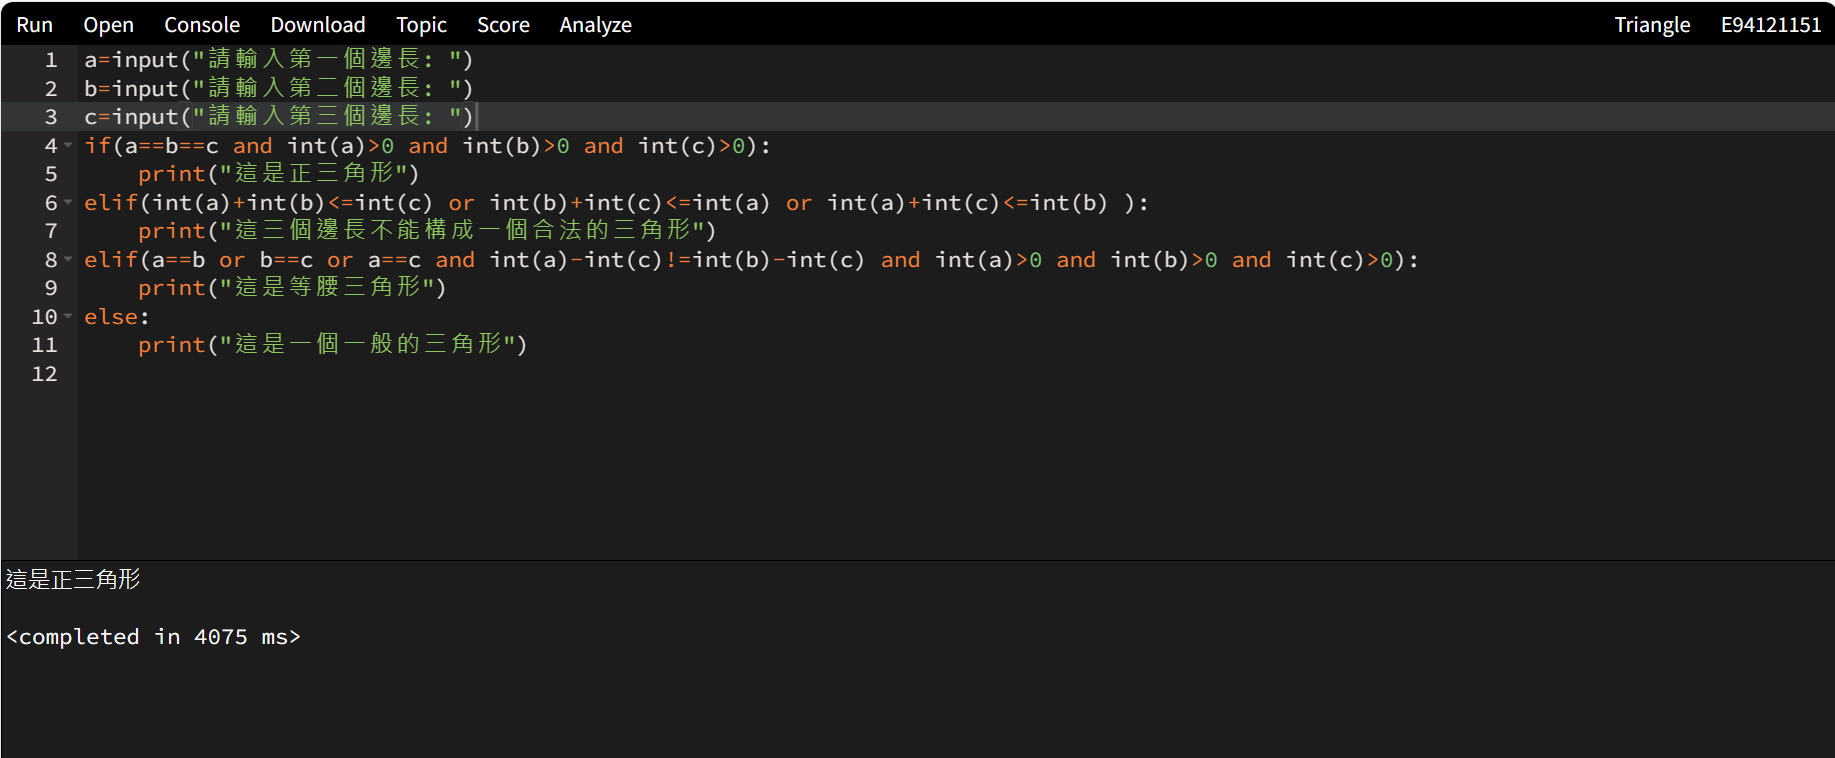 Run Open Console Download Topic Score Analyze Triangle E94121151
1 a=input("請輸入第一個邊長: ")
2 b=input("請輸入第二個邊長: ")
3 c=input("請輸入第三個邊長: ")
4 if(a==b==c and int(a)>0 and int(b)>0 and int(c)>0):
5     print("這是正三角形")
6 elif(int(a)+int(b)<=int(c) or int(b)+int(c)<=int(a) or int(a)+int(c)<=int(b) ):
7     print("這三個邊長不能構成一個合法的三角形")
8 elif(a==b or b==c or a==c and int(a)-int(c)!=int(b)-int(c) and int(a)>0 and int(b)>0 and int(c)>0):
9     print("這是等腰三角形")
10 else:
11     print("這是一個一般的三角形")
12
這是正三角形
<completed in 4075 ms>